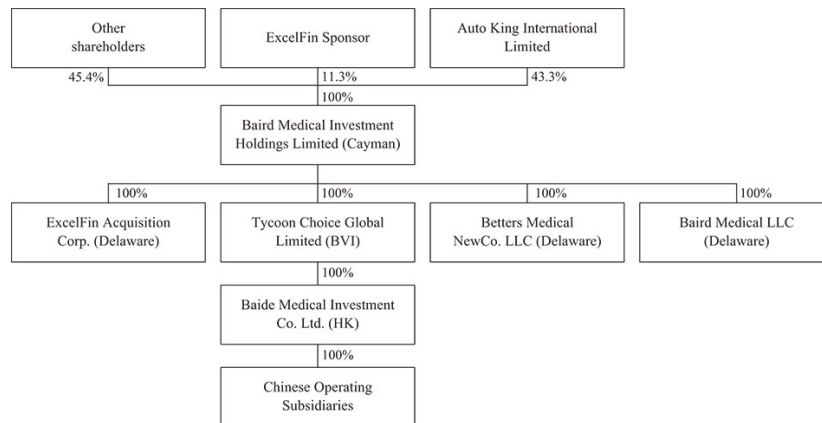 Other
shareholders
ExcelFin Sponsor
Auto King International
Limited
45.4%
11.3%
43.3%
100%
Baird Medical Investment
Holdings Limited (Cayman)
100%
100%
100%
100%
ExcelFin Acquisition
Corp. (Delaware)
Tycoon Choice Global
Limited (BVI)
Betters Medical
NewCo. LLC (Delaware)
Baird Medical LLC
(Delaware)
100%
Baide Medical Investment
Co. Ltd. (HK)
100%
Chinese Operating
Subsidiaries